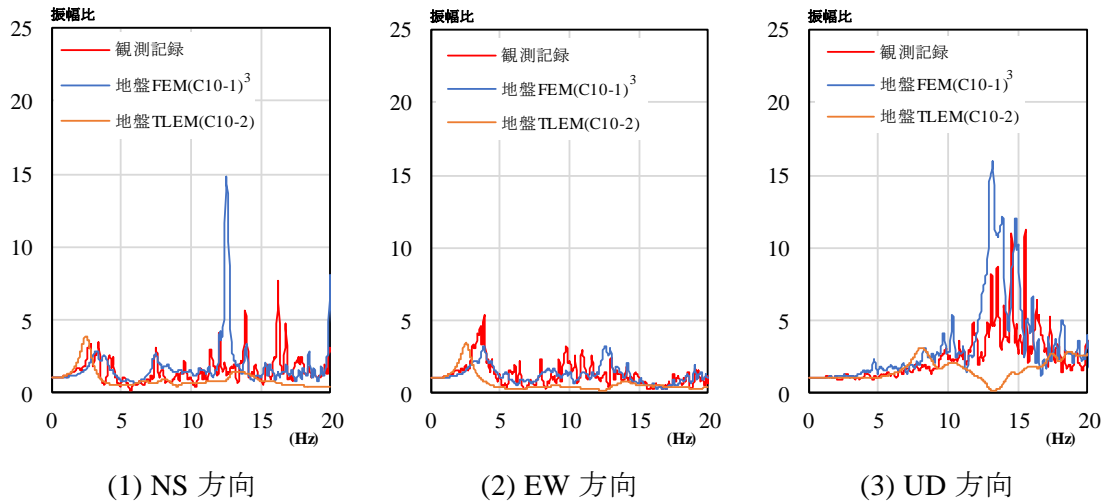 振幅比
25
20
15
10
5
0
観測記録
地盤FEM(C10-1)3
地盤TLEM(C10-2)
0 5 10 15 20
(Hz)
(1) NS 方向
振幅比
25
20
15
10
5
0
観測記録
地盤FEM(C10-1)3
地盤TLEM(C10-2)
0 5 10 15 20
(Hz)
(2) EW 方向
振幅比
25
20
15
10
5
0
観測記録
地盤FEM(C10-1)3
地盤TLEM(C10-2)
0 5 10 15 20
(Hz)
(3) UD 方向